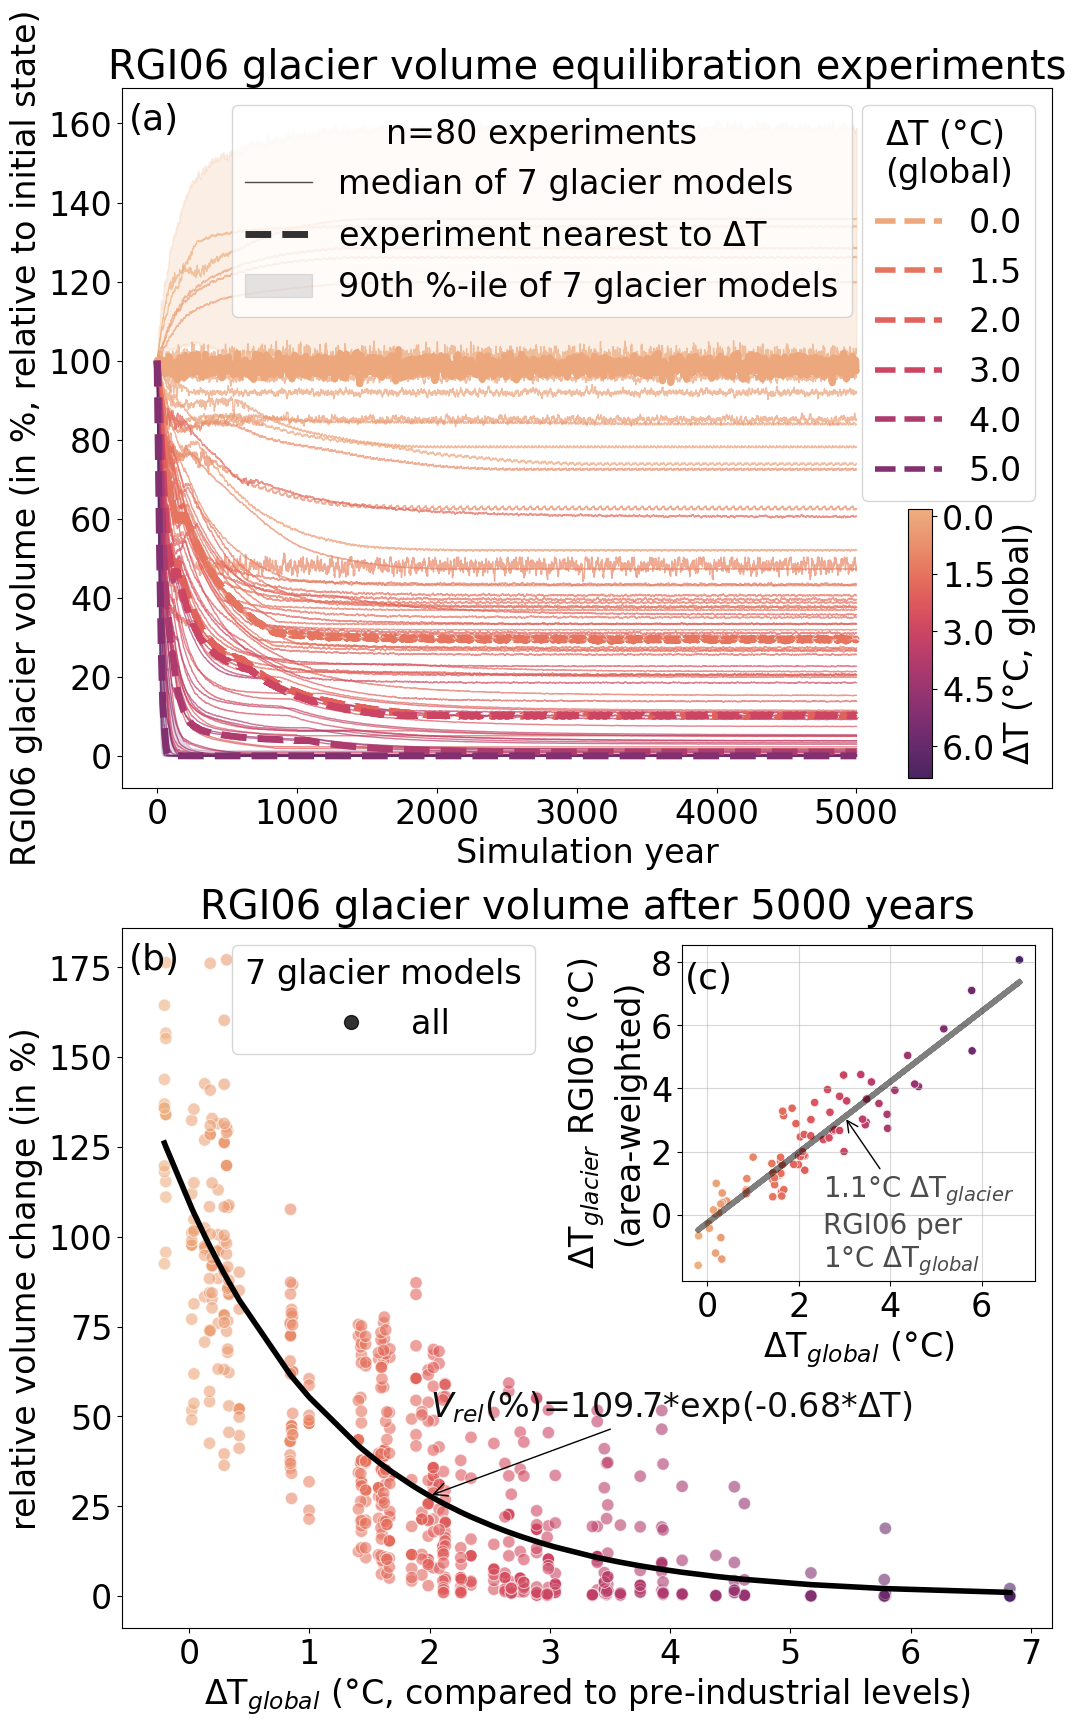 RGI06 glacier volume equilibration experiments
(a)
RGI06 glacier volume (in %, relative to initial state)
160
140
120
100
80
60
40
20
0
n=80 experiments
median of 7 glacier models
experiment nearest to ΔT
90th %-ile of 7 glacier models
ΔT (°C)
(global)
0.0
1.5
2.0
3.0
4.0
5.0
0.0
1.5
3.0
4.5
6.0
ΔT (°C, global)
0 1000 2000 3000 4000 5000
Simulation year
RGI06 glacier volume after 5000 years
(b)
relative volume change (in %)
175
150
125
100
75
50
25
0
7 glacier models
all
V_rel(%)=109.7*exp(-0.68*ΔT)
0 1 2 3 4 5 6 7
ΔT_global (°C, compared to pre-industrial levels)
(c)
ΔT_glacier RGI06 (°C)
(area-weighted)
8
6
4
2
0
1.1°C ΔT_glacier
RGI06 per
1°C ΔT_global
0 2 4 6
ΔT_global (°C)